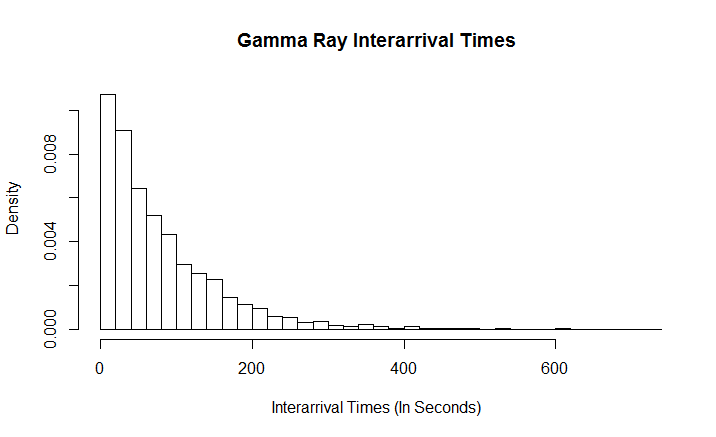 Gamma Ray Interarrival Times
Density
0.000
0.004
0.008
0
200
400
600
Interarrival Times (In Seconds)